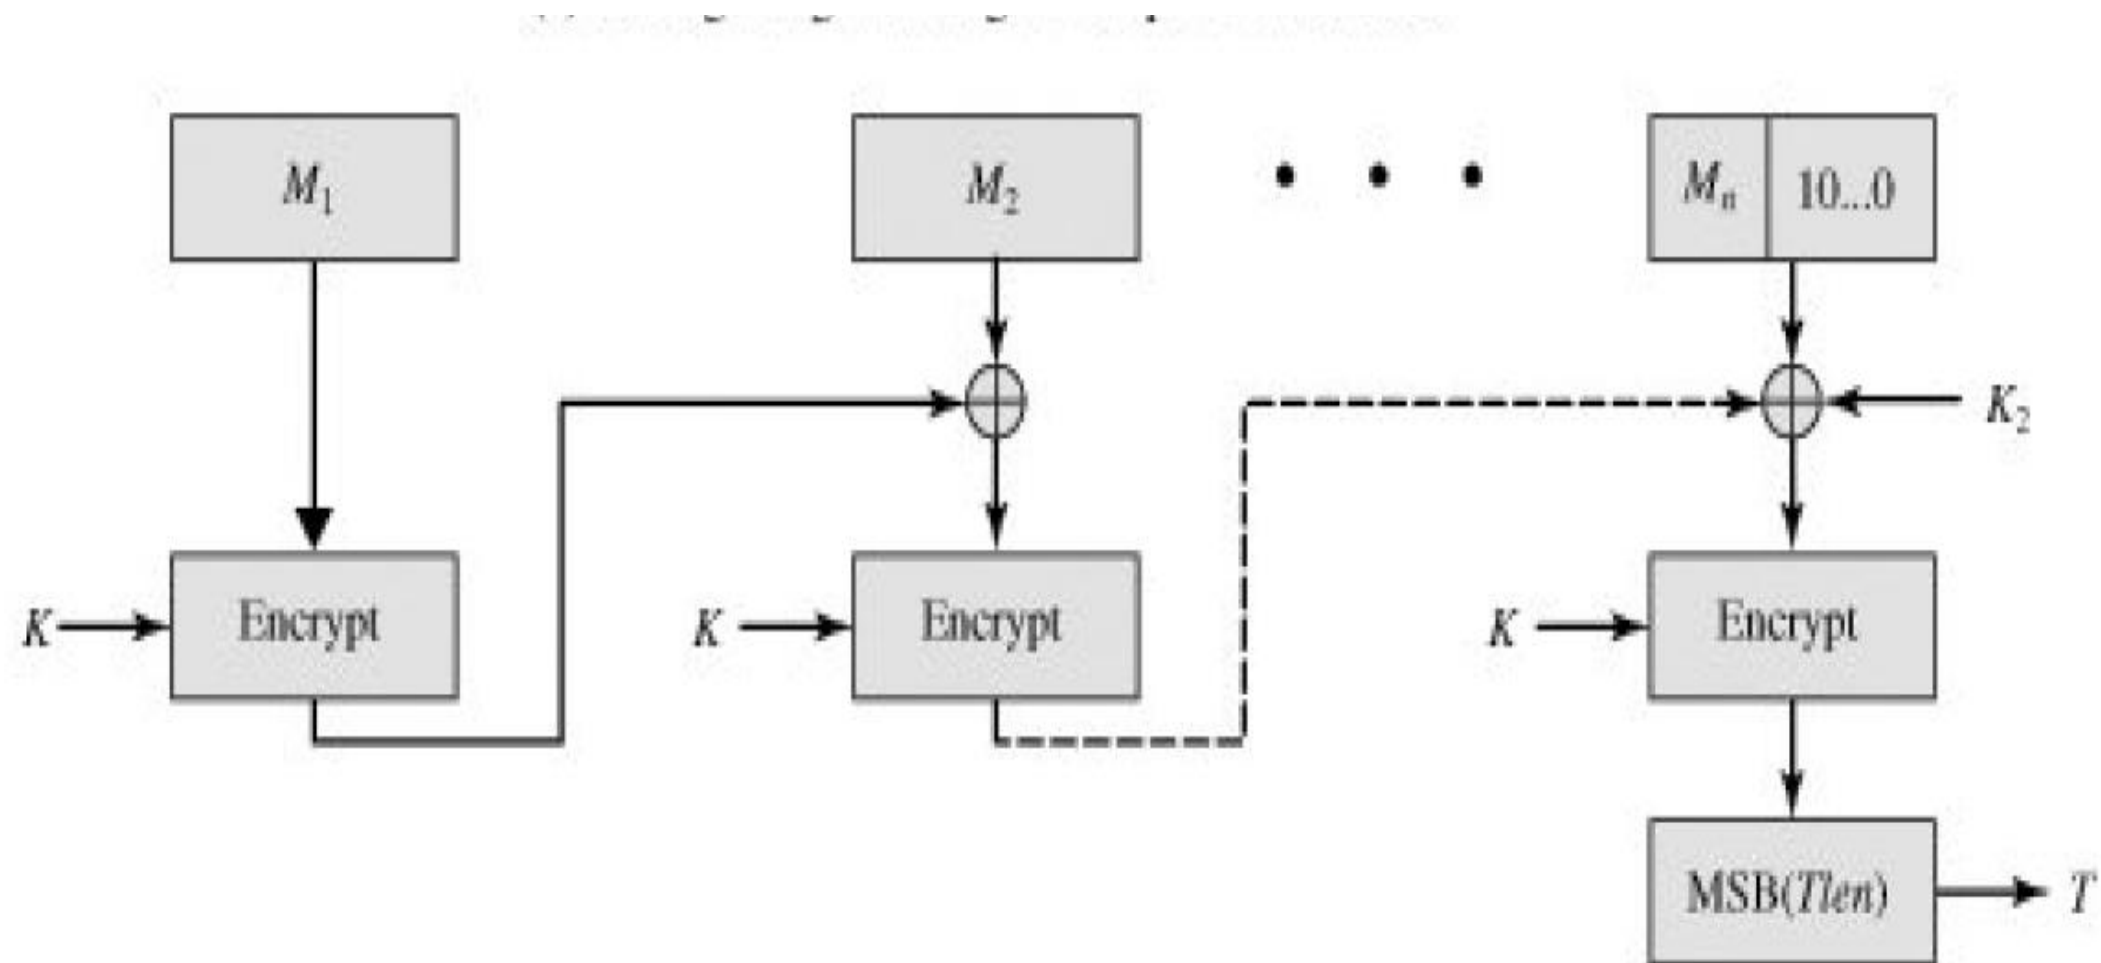 M₁ M₂ • • • Mₙ 10...0
K₂
K Encrypt K Encrypt K Encrypt
MSB(Tlen) T